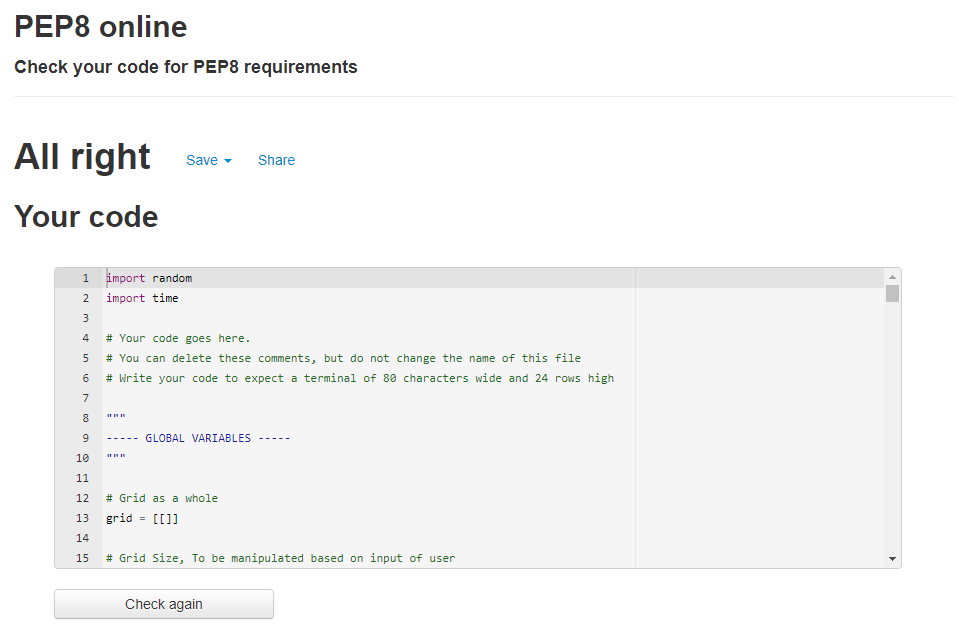 PEP8 online
Check your code for PEP8 requirements
All right Save Share
Your code
1 import random
2 import time
3
4 # Your code goes here.
5 # You can delete these comments, but do not change the name of this file
6 # Write your code to expect a terminal of 80 characters wide and 24 rows high
7
8 """
9 ----- GLOBAL VARIABLES -----
10 """
11
12 # Grid as a whole
13 grid = [[]]
14
15 # Grid Size, To be manipulated based on input of user
Check again